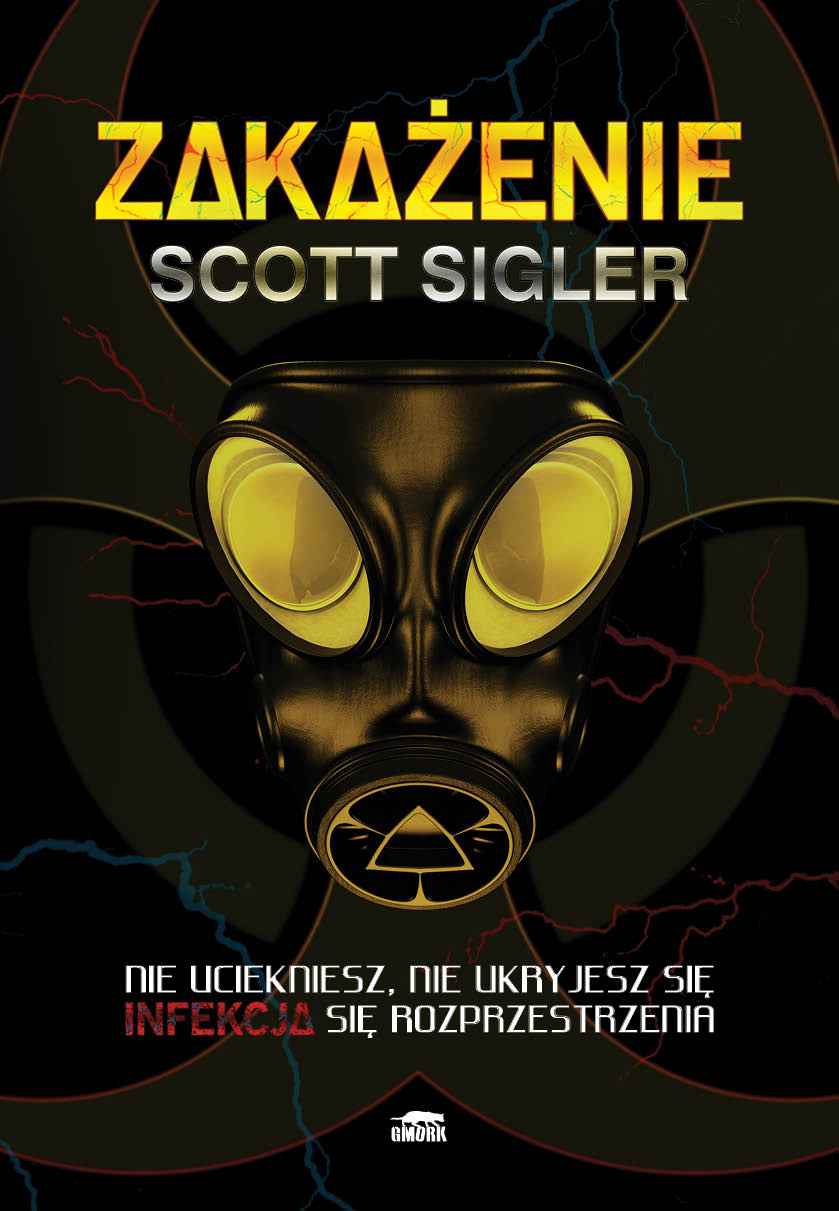 ZAKAŻENIE
SCOTT SIGLER
NIE UCIEKNIESZ, NIE UKRYJESZ SIĘ
INFEKCJA SIĘ ROZPRZESTRZENIA
GMORK